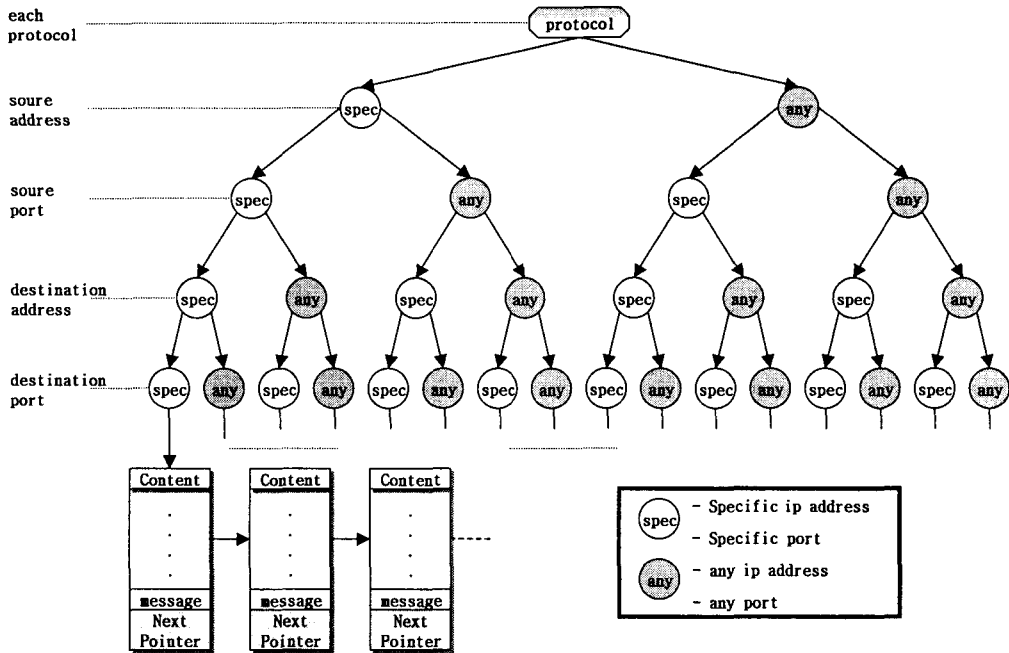 each
protocol
protocol
soure
address
spec
any
soure
port
spec
any
spec
any
destination
address
spec
any
spec
any
spec
any
spec
any
destination
port
spec
any
spec
any
spec
any
spec
any
spec
any
spec
any
spec
any
spec
any
Content
message
Next
Pointer
Content
message
Next
Pointer
Content
message
Next
Pointer
spec
- Specific ip address
- Specific port
any
- any ip address
- any port